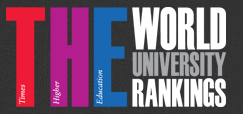 THE WORLD
UNIVERSITY
RANKINGS
Times
Higher
Education